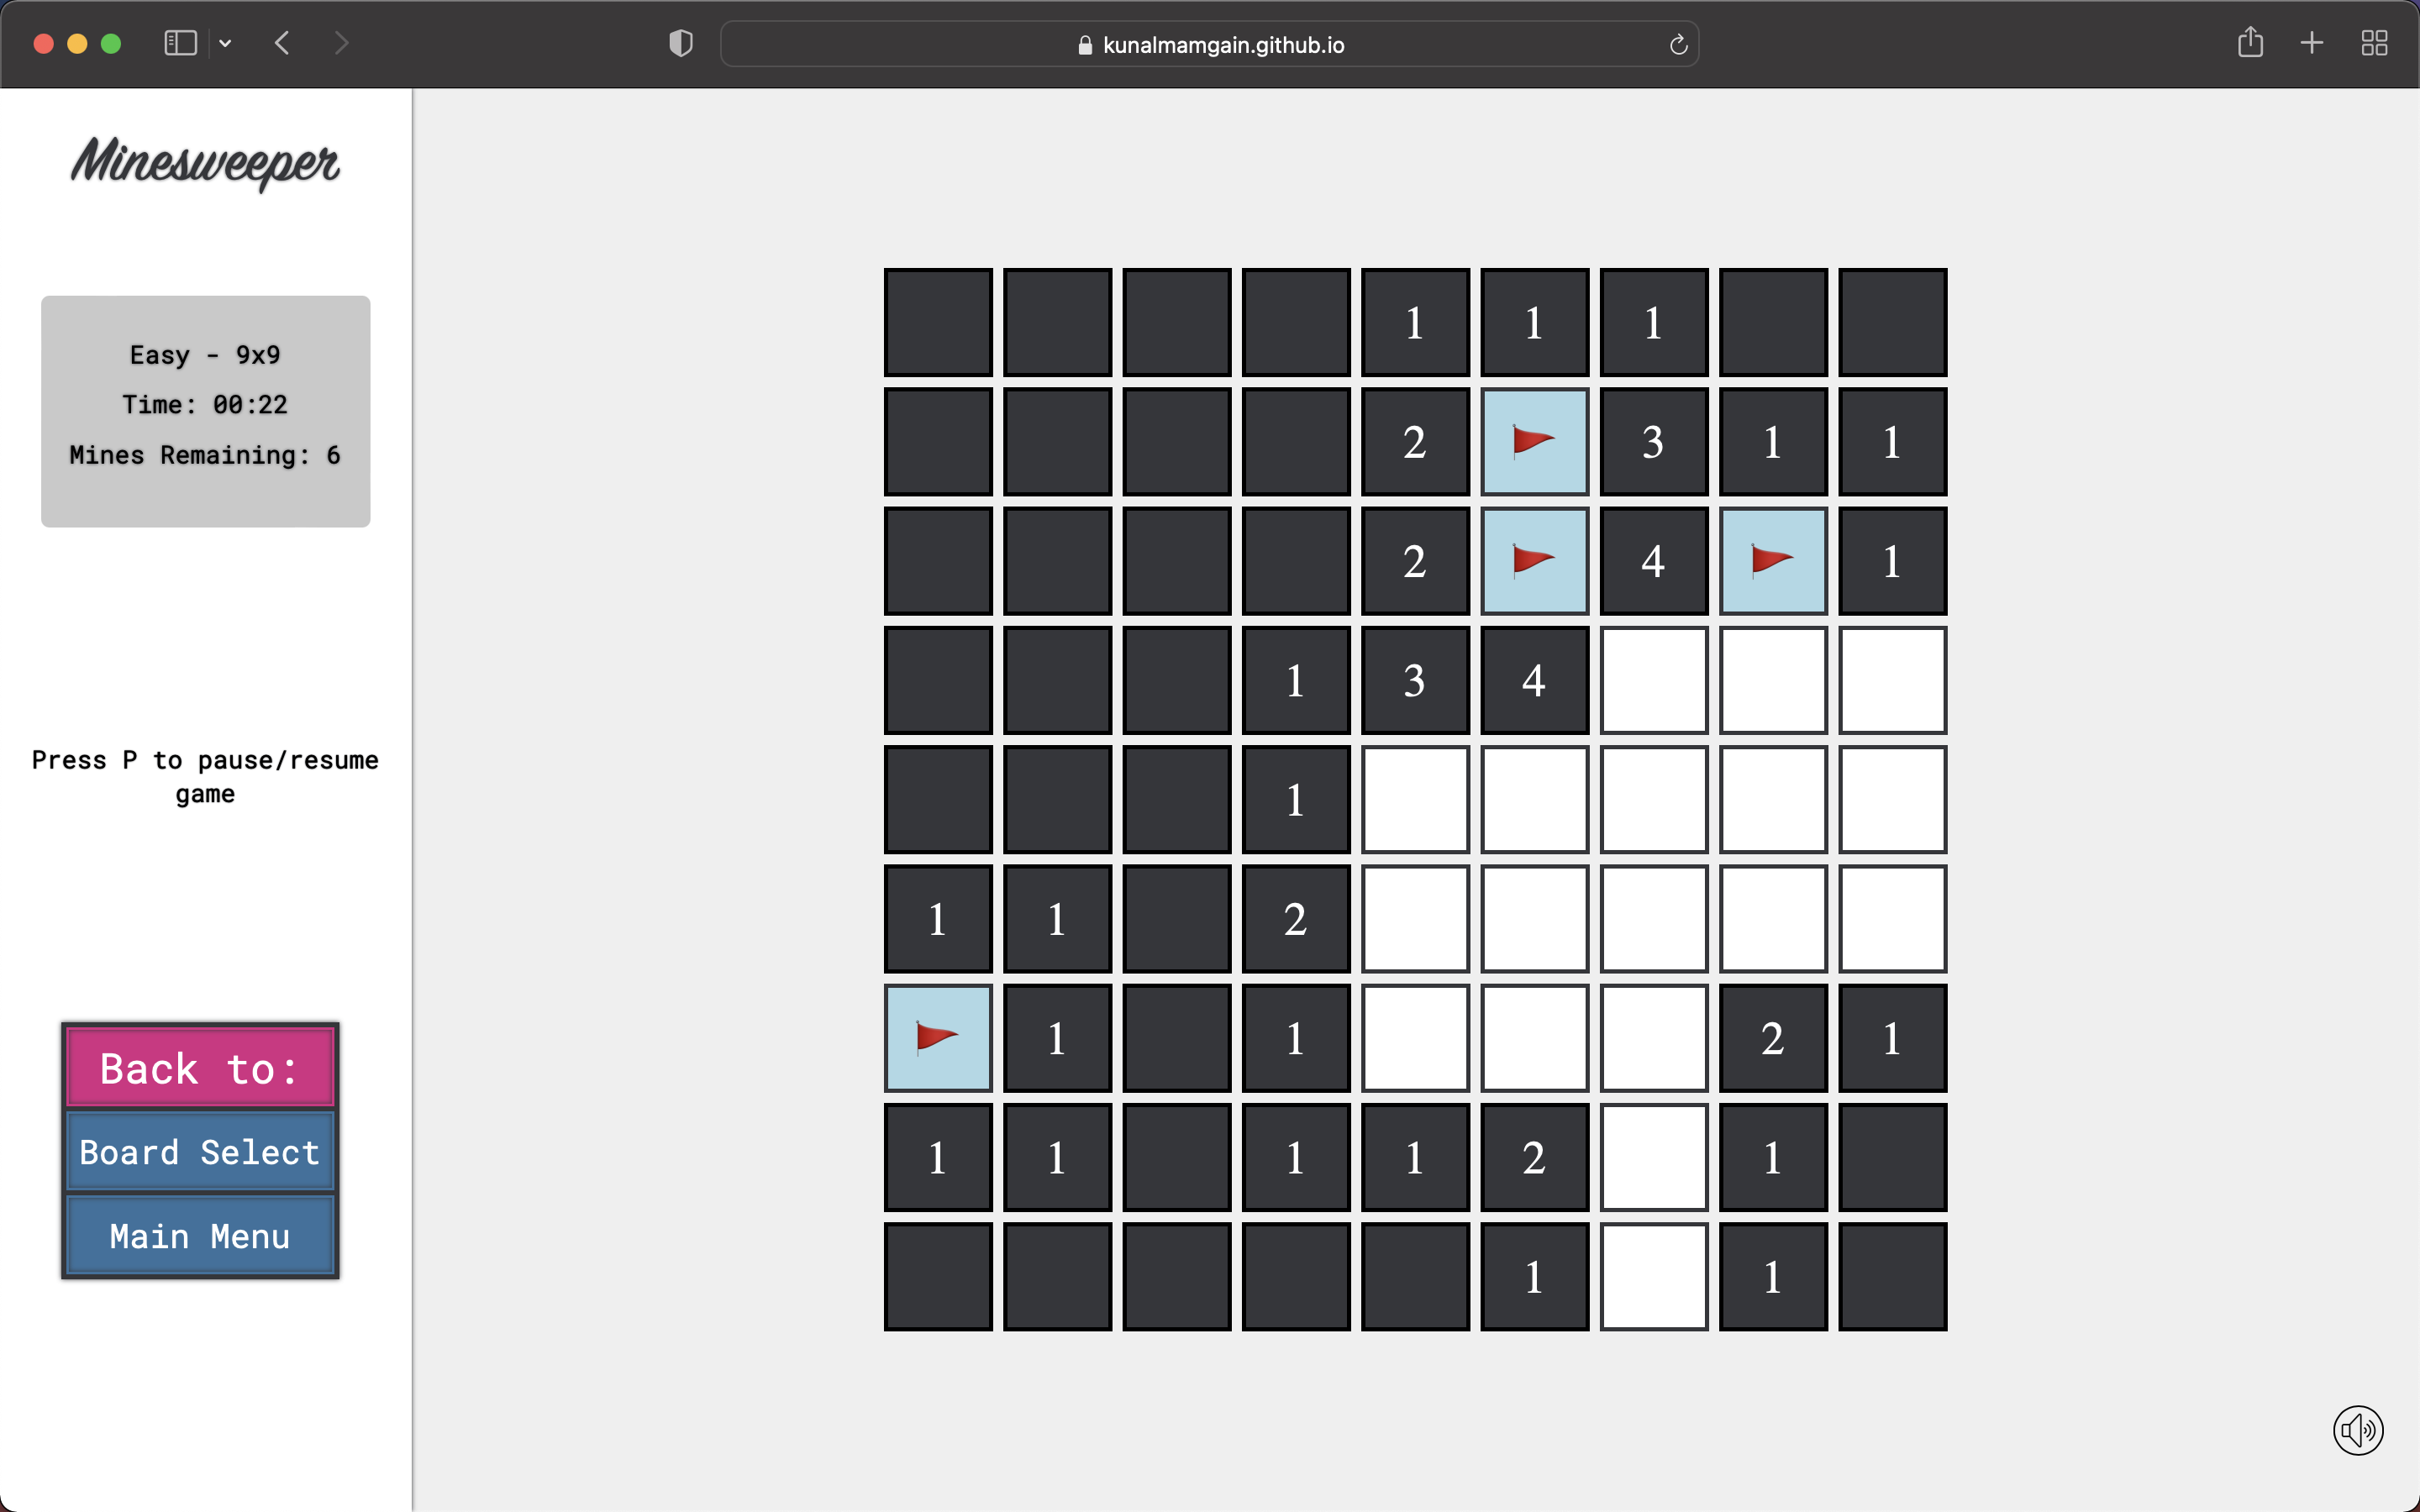 kunalmamgain.github.io
Minesweeper
Easy - 9x9
Time: 00:22
Mines Remaining: 6
Press P to pause/resume
game
Back to:
Board Select
Main Menu
1 1 1
2 3 1 1
2 4 1
1 3 4
1
1 1 2
1 1 2 1
1 1 1 1 2 1
1 1